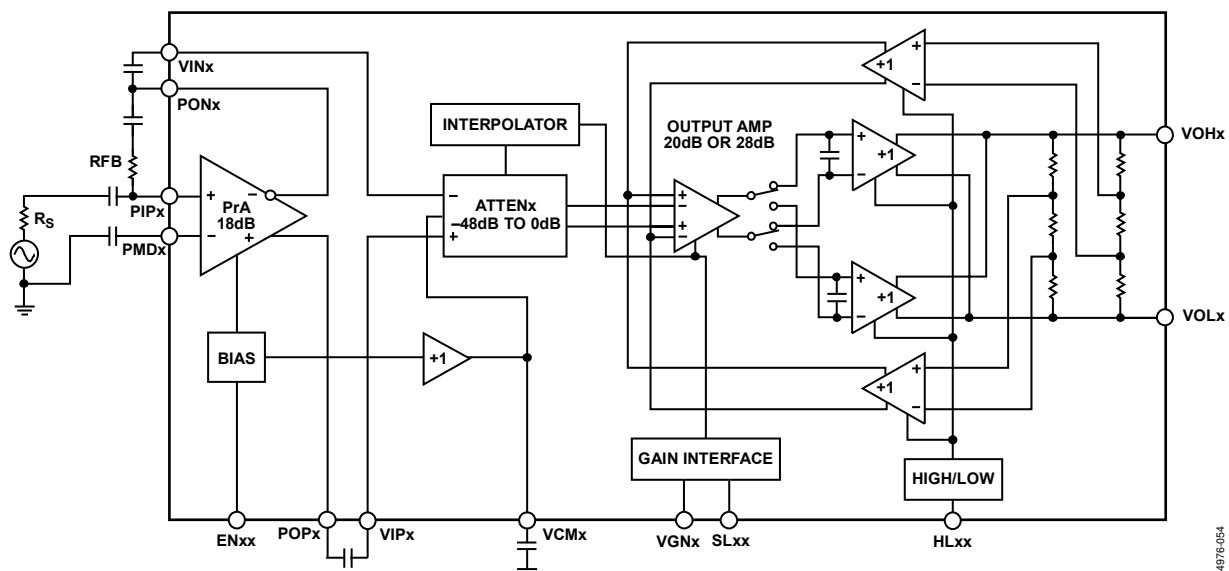 VINx
PONx
RFB
RS
PIPx
PMDx
+
−
PrA
18dB
−
+
BIAS
+1
INTERPOLATOR
−
ATTENx
−48dB TO 0dB
+
OUTPUT AMP
20dB OR 28dB
+
−
+
−
+
+1
−
+
+1
−
+
+1
−
+
+1
−
VOHx
VOLx
GAIN INTERFACE
HIGH/LOW
ENxx
POPx
VIPx
VCMx
VGNx
SLxx
HLxx
4976-054